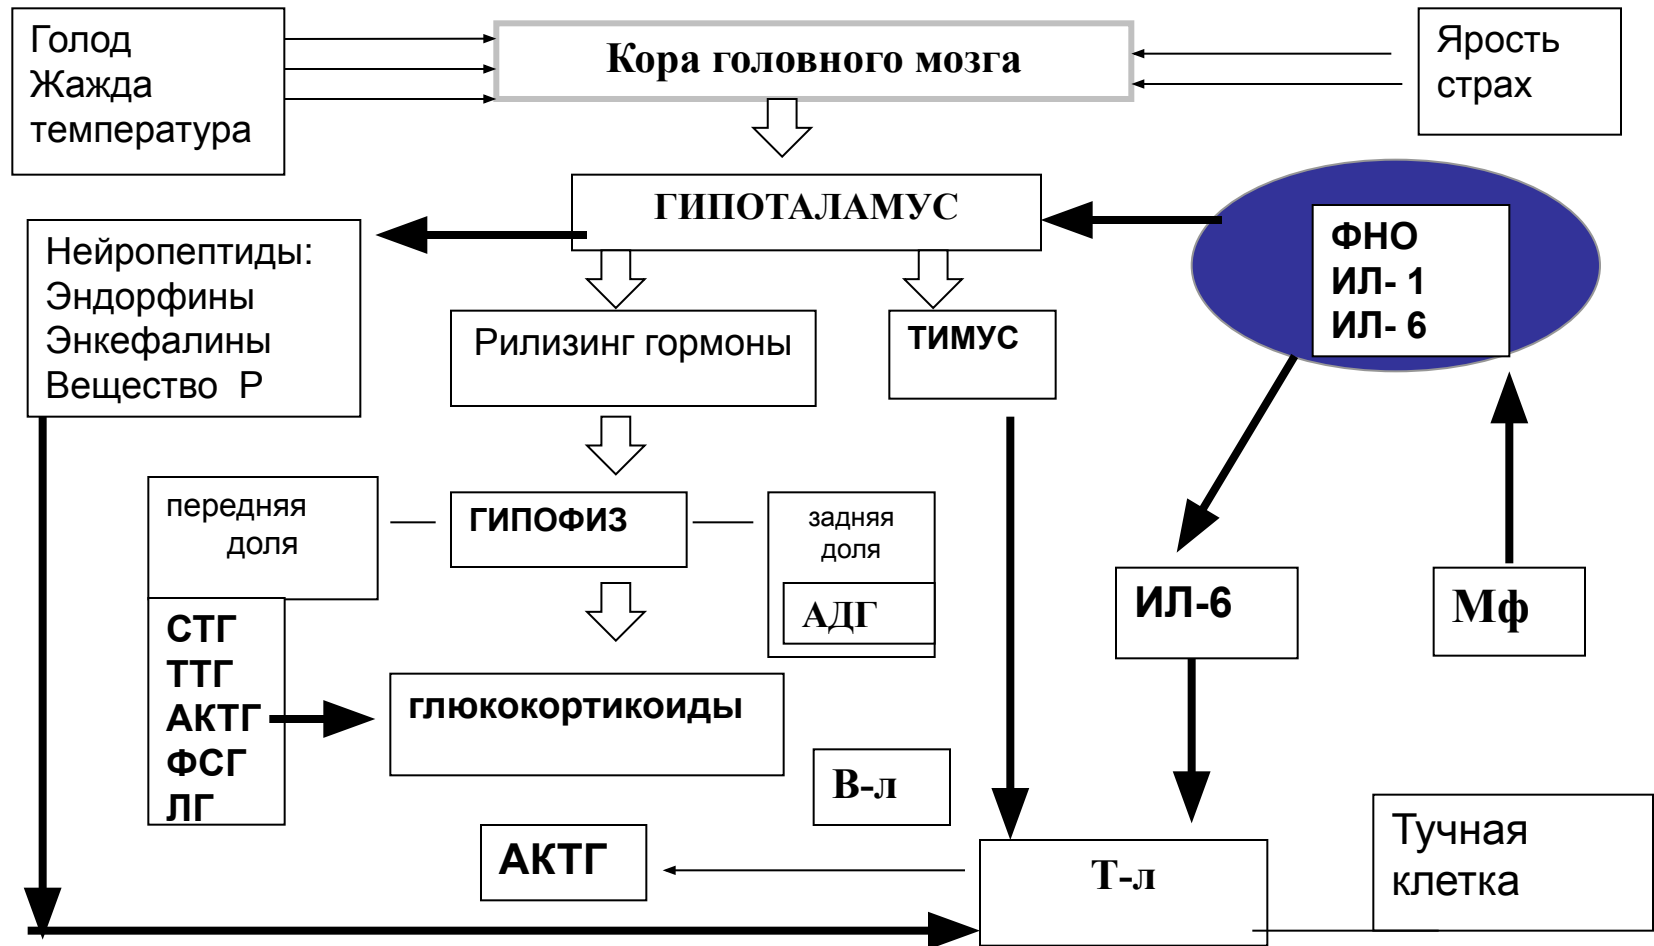 Голод
Жажда
температура
Кора головного мозга
Ярость
страх
ГИПОТАЛАМУС
Нейропептиды:
Эндорфины
Энкефалины
Вещество Р
Рилизинг гормоны
ТИМУС
ФНО
ИЛ- 1
ИЛ- 6
передняя
доля
ГИПОФИЗ
задняя
доля
АДГ
СТГ
ТТГ
АКТГ
ФСГ
ЛГ
глюкокортикоиды
ИЛ-6
Мф
В-л
АКТГ
Т-л
Тучная
клетка